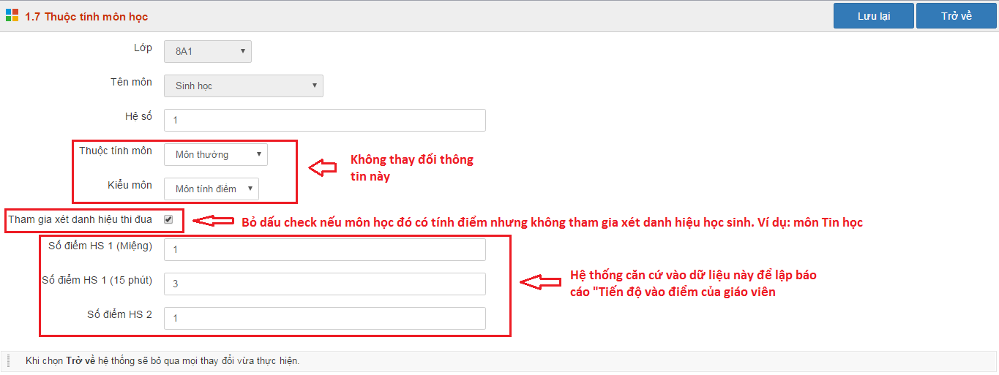 1.7 Thuộc tính môn học
Lưu lại
Trở về
Lớp
8A1
Tên môn
Sinh học
Hệ số
1
Thuộc tính môn
Môn thường
Không thay đổi thông
tin này
Kiểu môn
Môn tính điểm
Tham gia xét danh hiệu thi đua
Bỏ dấu check nếu môn học đó có tính điểm nhưng không tham gia xét danh hiệu học sinh. Ví dụ: môn Tin học
Số điểm HS 1 (Miệng)
1
Số điểm HS 1 (15 phút)
3
Hệ thống căn cứ vào dữ liệu này để lập báo
cáo "Tiến độ vào điểm của giáo viên
Số điểm HS 2
1
Khi chọn Trở về hệ thống sẽ bỏ qua mọi thay đổi vừa thực hiện.